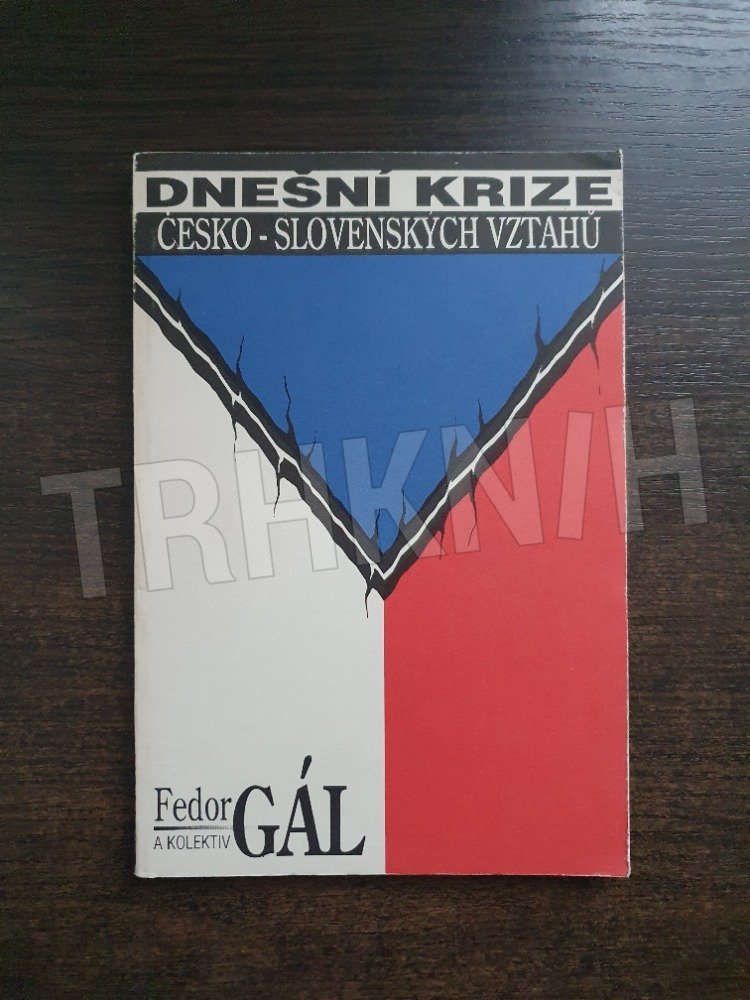 DNEŠNÍ KRIZE
ČESKO - SLOVENSKÝCH VZTAHŮ
TRHKNIH
Fedor GÁL
A KOLEKTIV